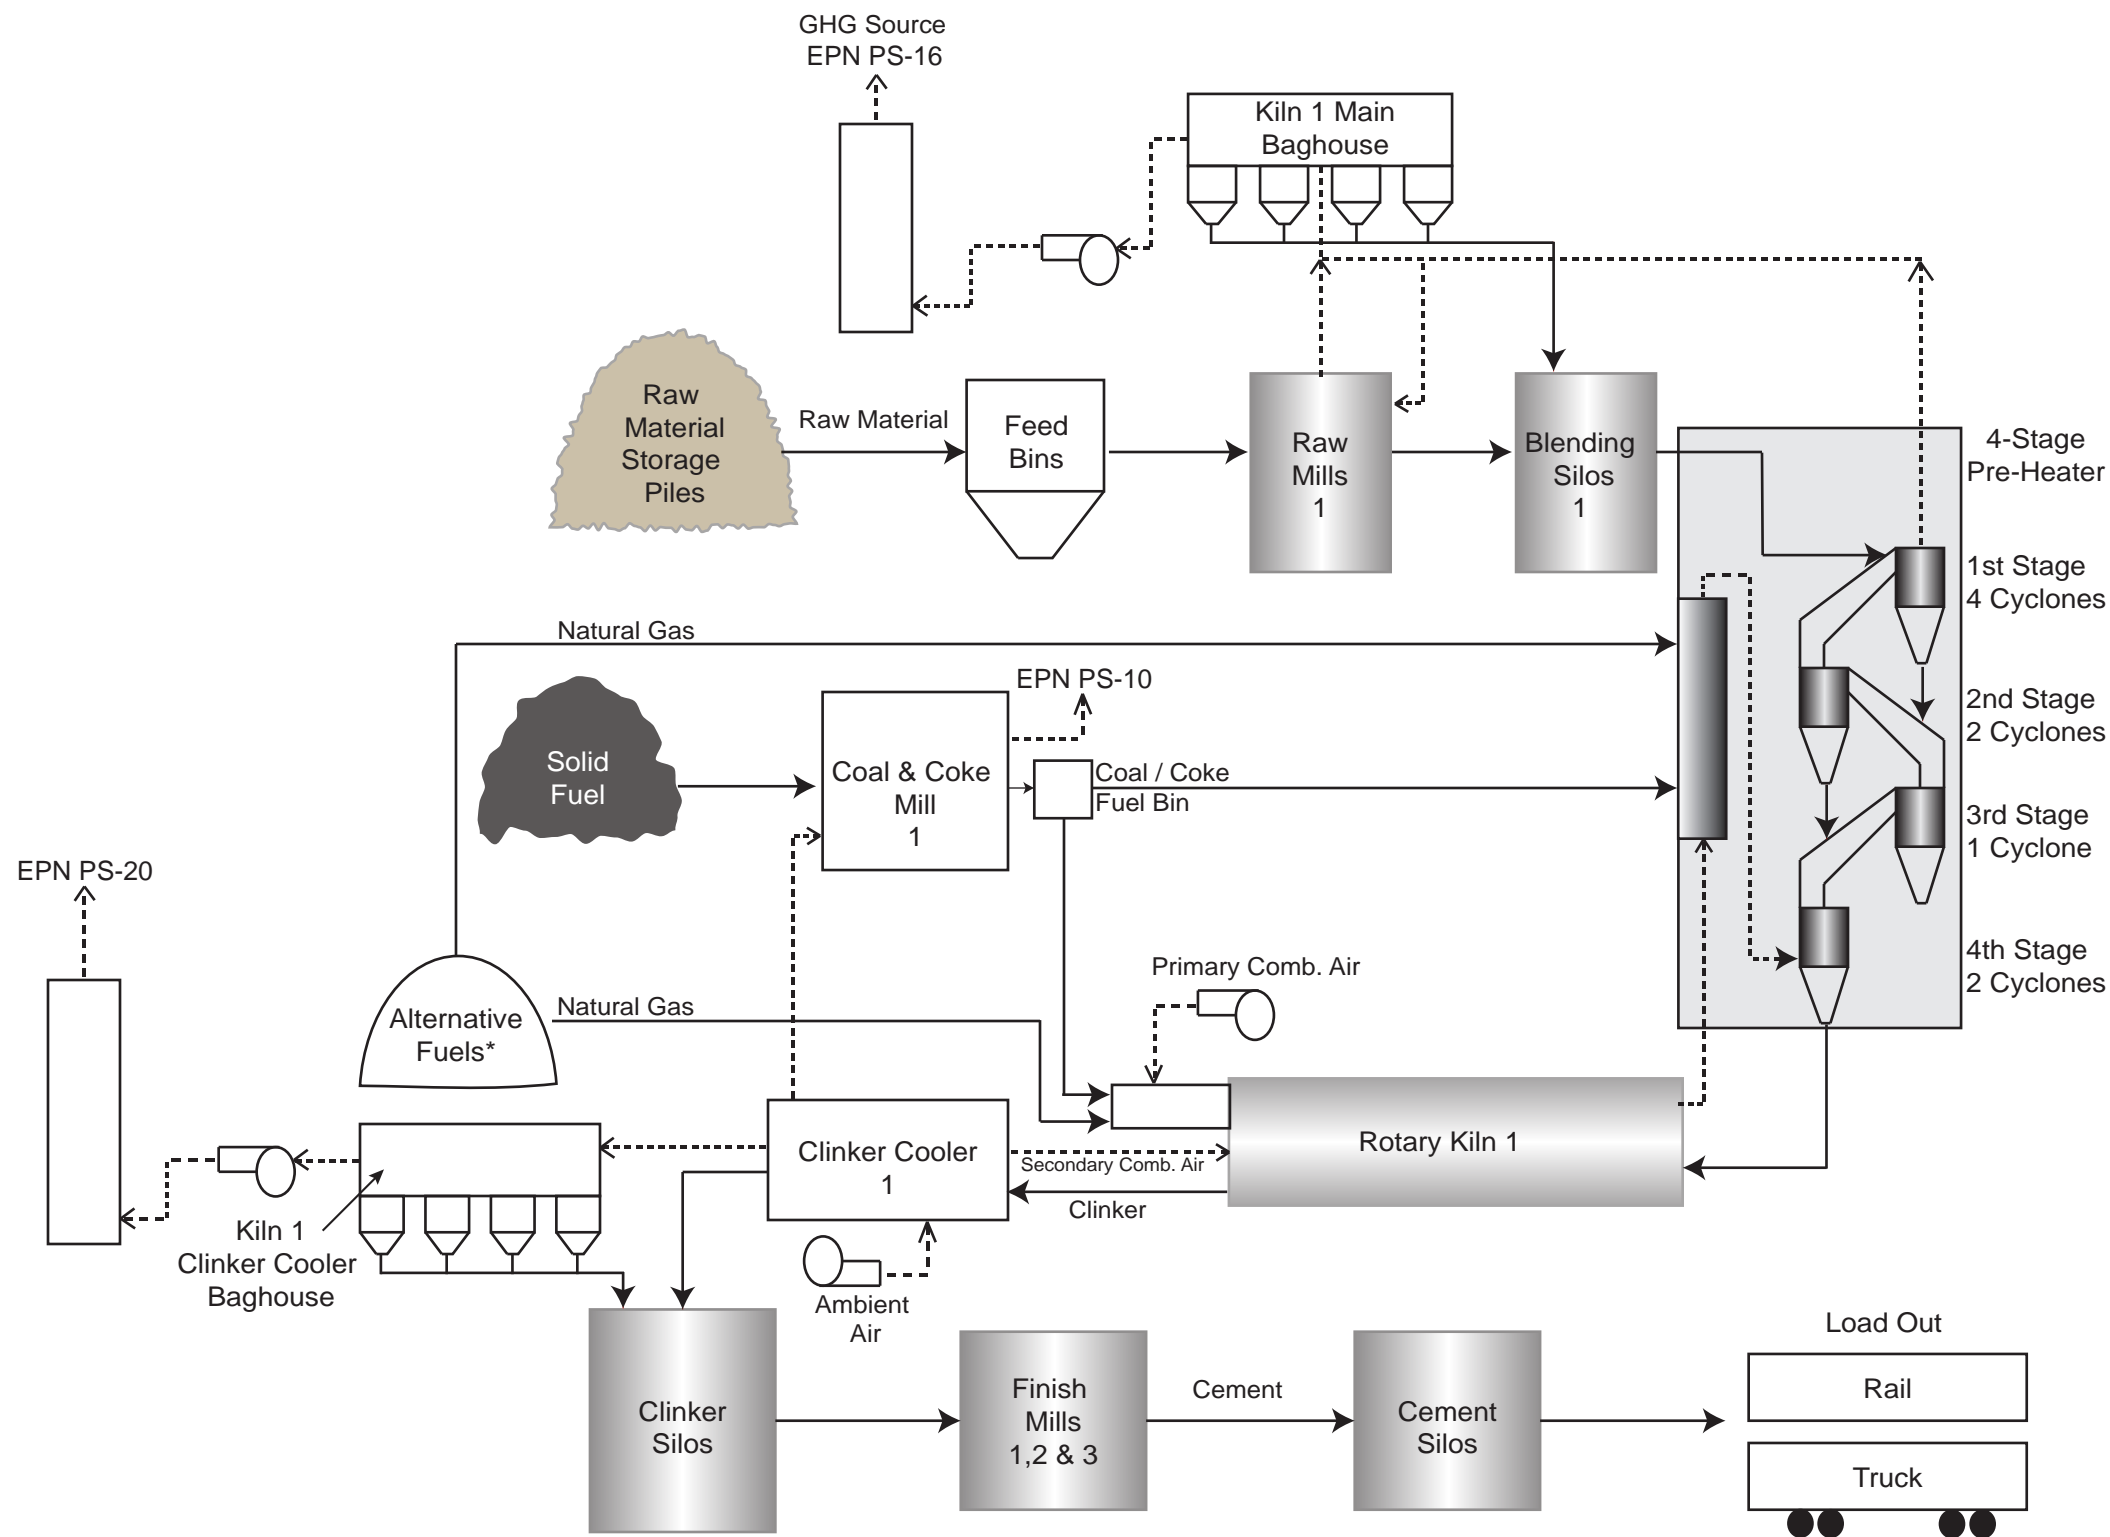 GHG Source
EPN PS-16
Kiln 1 Main
Baghouse
Raw
Material
Storage
Piles
Raw Material
Feed
Bins
Raw
Mills
1
Blending
Silos
1
4-Stage
Pre-Heater
1st Stage
4 Cyclones
Natural Gas
EPN PS-10
2nd Stage
2 Cyclones
Solid
Fuel
Coal & Coke
Mill
1
Coal / Coke
Fuel Bin
3rd Stage
1 Cyclone
EPN PS-20
4th Stage
2 Cyclones
Primary Comb. Air
Natural Gas
Alternative
Fuels*
Clinker Cooler
1
Secondary Comb. Air
Clinker
Rotary Kiln 1
Kiln 1
Clinker Cooler
Baghouse
Ambient
Air
Load Out
Clinker
Silos
Finish
Mills
1,2 & 3
Cement
Cement
Silos
Rail
Truck